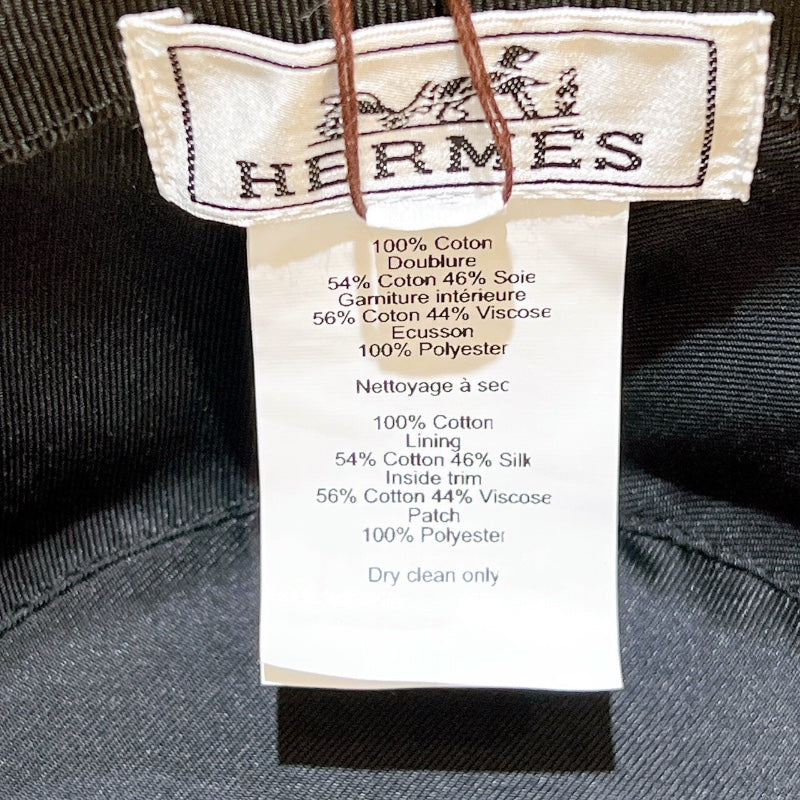 HERMES
100% Coton
Doublure
54% Coton 46% Soie
Garniture intérieure
56% Coton 44% Viscose
Ecusson
100% Polyester
Nettoyage à sec
100% Cotton
Lining
54% Cotton 46% Silk
Inside trim
56% Cotton 44% Viscose
Patch
100% Polyester
Dry clean only